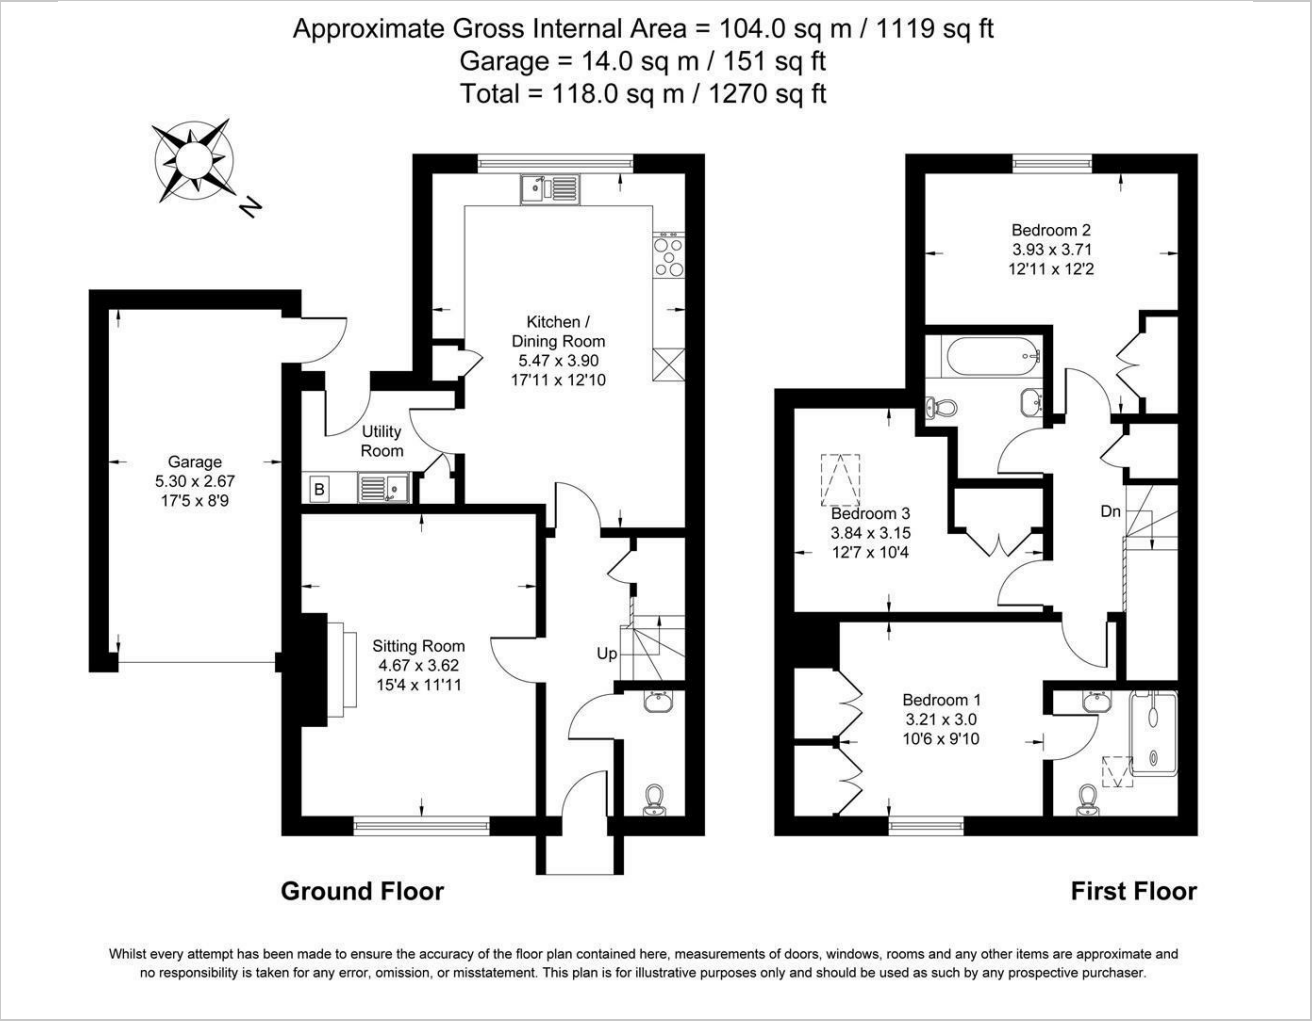 Approximate Gross Internal Area = 104.0 sq m / 1119 sq ft
Garage = 14.0 sq m / 151 sq ft
Total = 118.0 sq m / 1270 sq ft
N
Kitchen /
Dining Room
5.47 x 3.90
17'11 x 12'10
Utility
Room
B
Garage
5.30 x 2.67
17'5 x 8'9
Sitting Room
4.67 x 3.62
15'4 x 11'11
Up
Ground Floor
Bedroom 2
3.93 x 3.71
12'11 x 12'2
Bedroom 3
3.84 x 3.15
12'7 x 10'4
Dn
Bedroom 1
3.21 x 3.0
10'6 x 9'10
First Floor
Whilst every attempt has been made to ensure the accuracy of the floor plan contained here, measurements of doors, windows, rooms and any other items are approximate and
no responsibility is taken for any error, omission, or misstatement. This plan is for illustrative purposes only and should be used as such by any prospective purchaser.